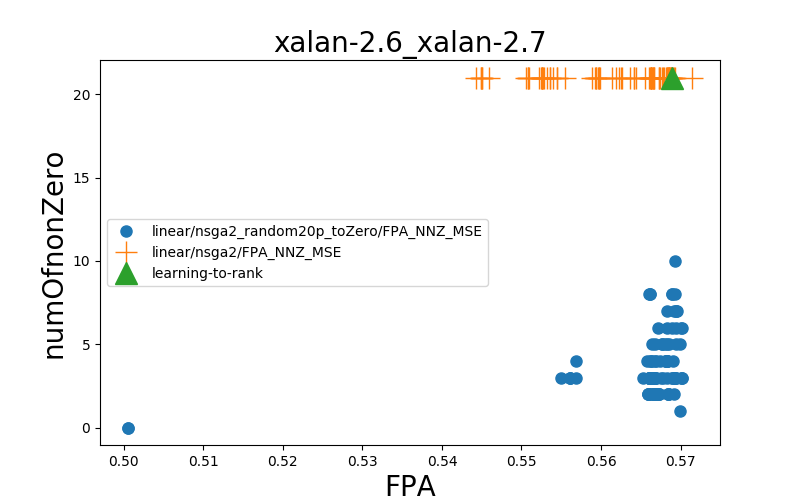 xalan-2.6_xalan-2.7
numOfnonZero
20
15
10
5
0
linear/nsga2_random20p_toZero/FPA_NNZ_MSE
linear/nsga2/FPA_NNZ_MSE
learning-to-rank
0.50 0.51 0.52 0.53 0.54 0.55 0.56 0.57
FPA